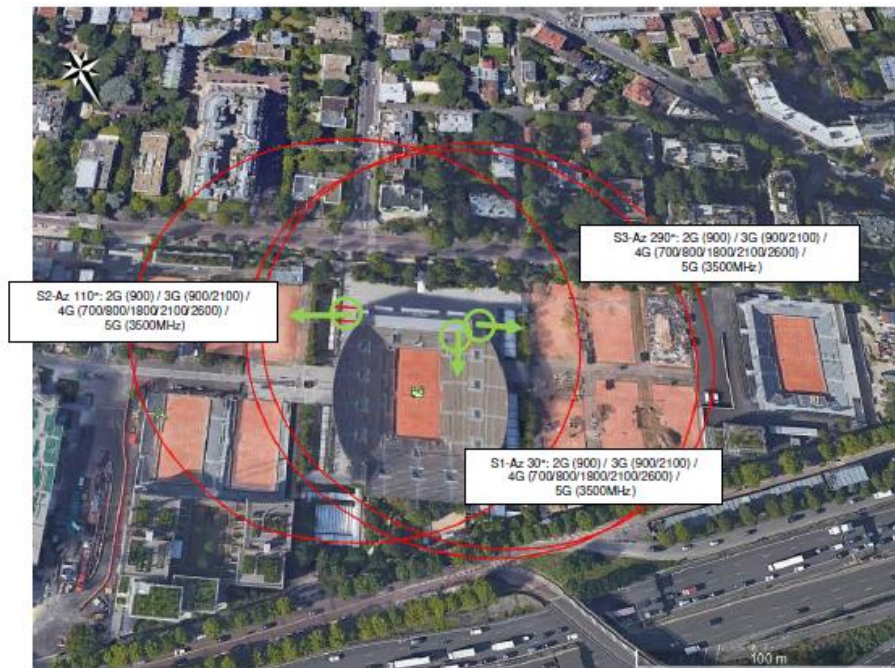 S3-Az 290°: 2G (900) / 3G (900/2100) /
4G (700/800/1800/2100/2600) /
5G (3500MHz)
S2-Az 110°: 2G (900) / 3G (900/2100) /
4G (700/800/1800/2100/2600) /
5G (3500MHz)
S1-Az 30°: 2G (900) / 3G (900/2100) /
4G (700/800/1800/2100/2600) /
5G (3500MHz)
100 m